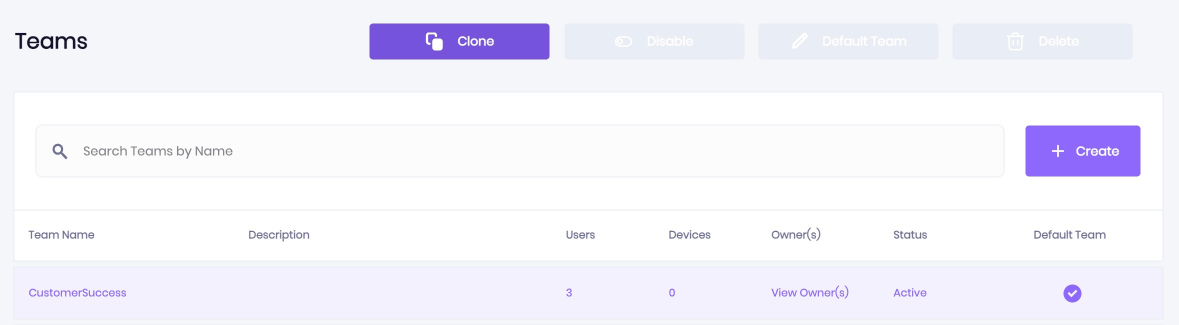 Teams Clone Disable Default Team Delete
Search Teams by Name Create
Team Name Description Users Devices Owner(s) Status Default Team
CustomerSuccess 3 0 View Owner(s) Active